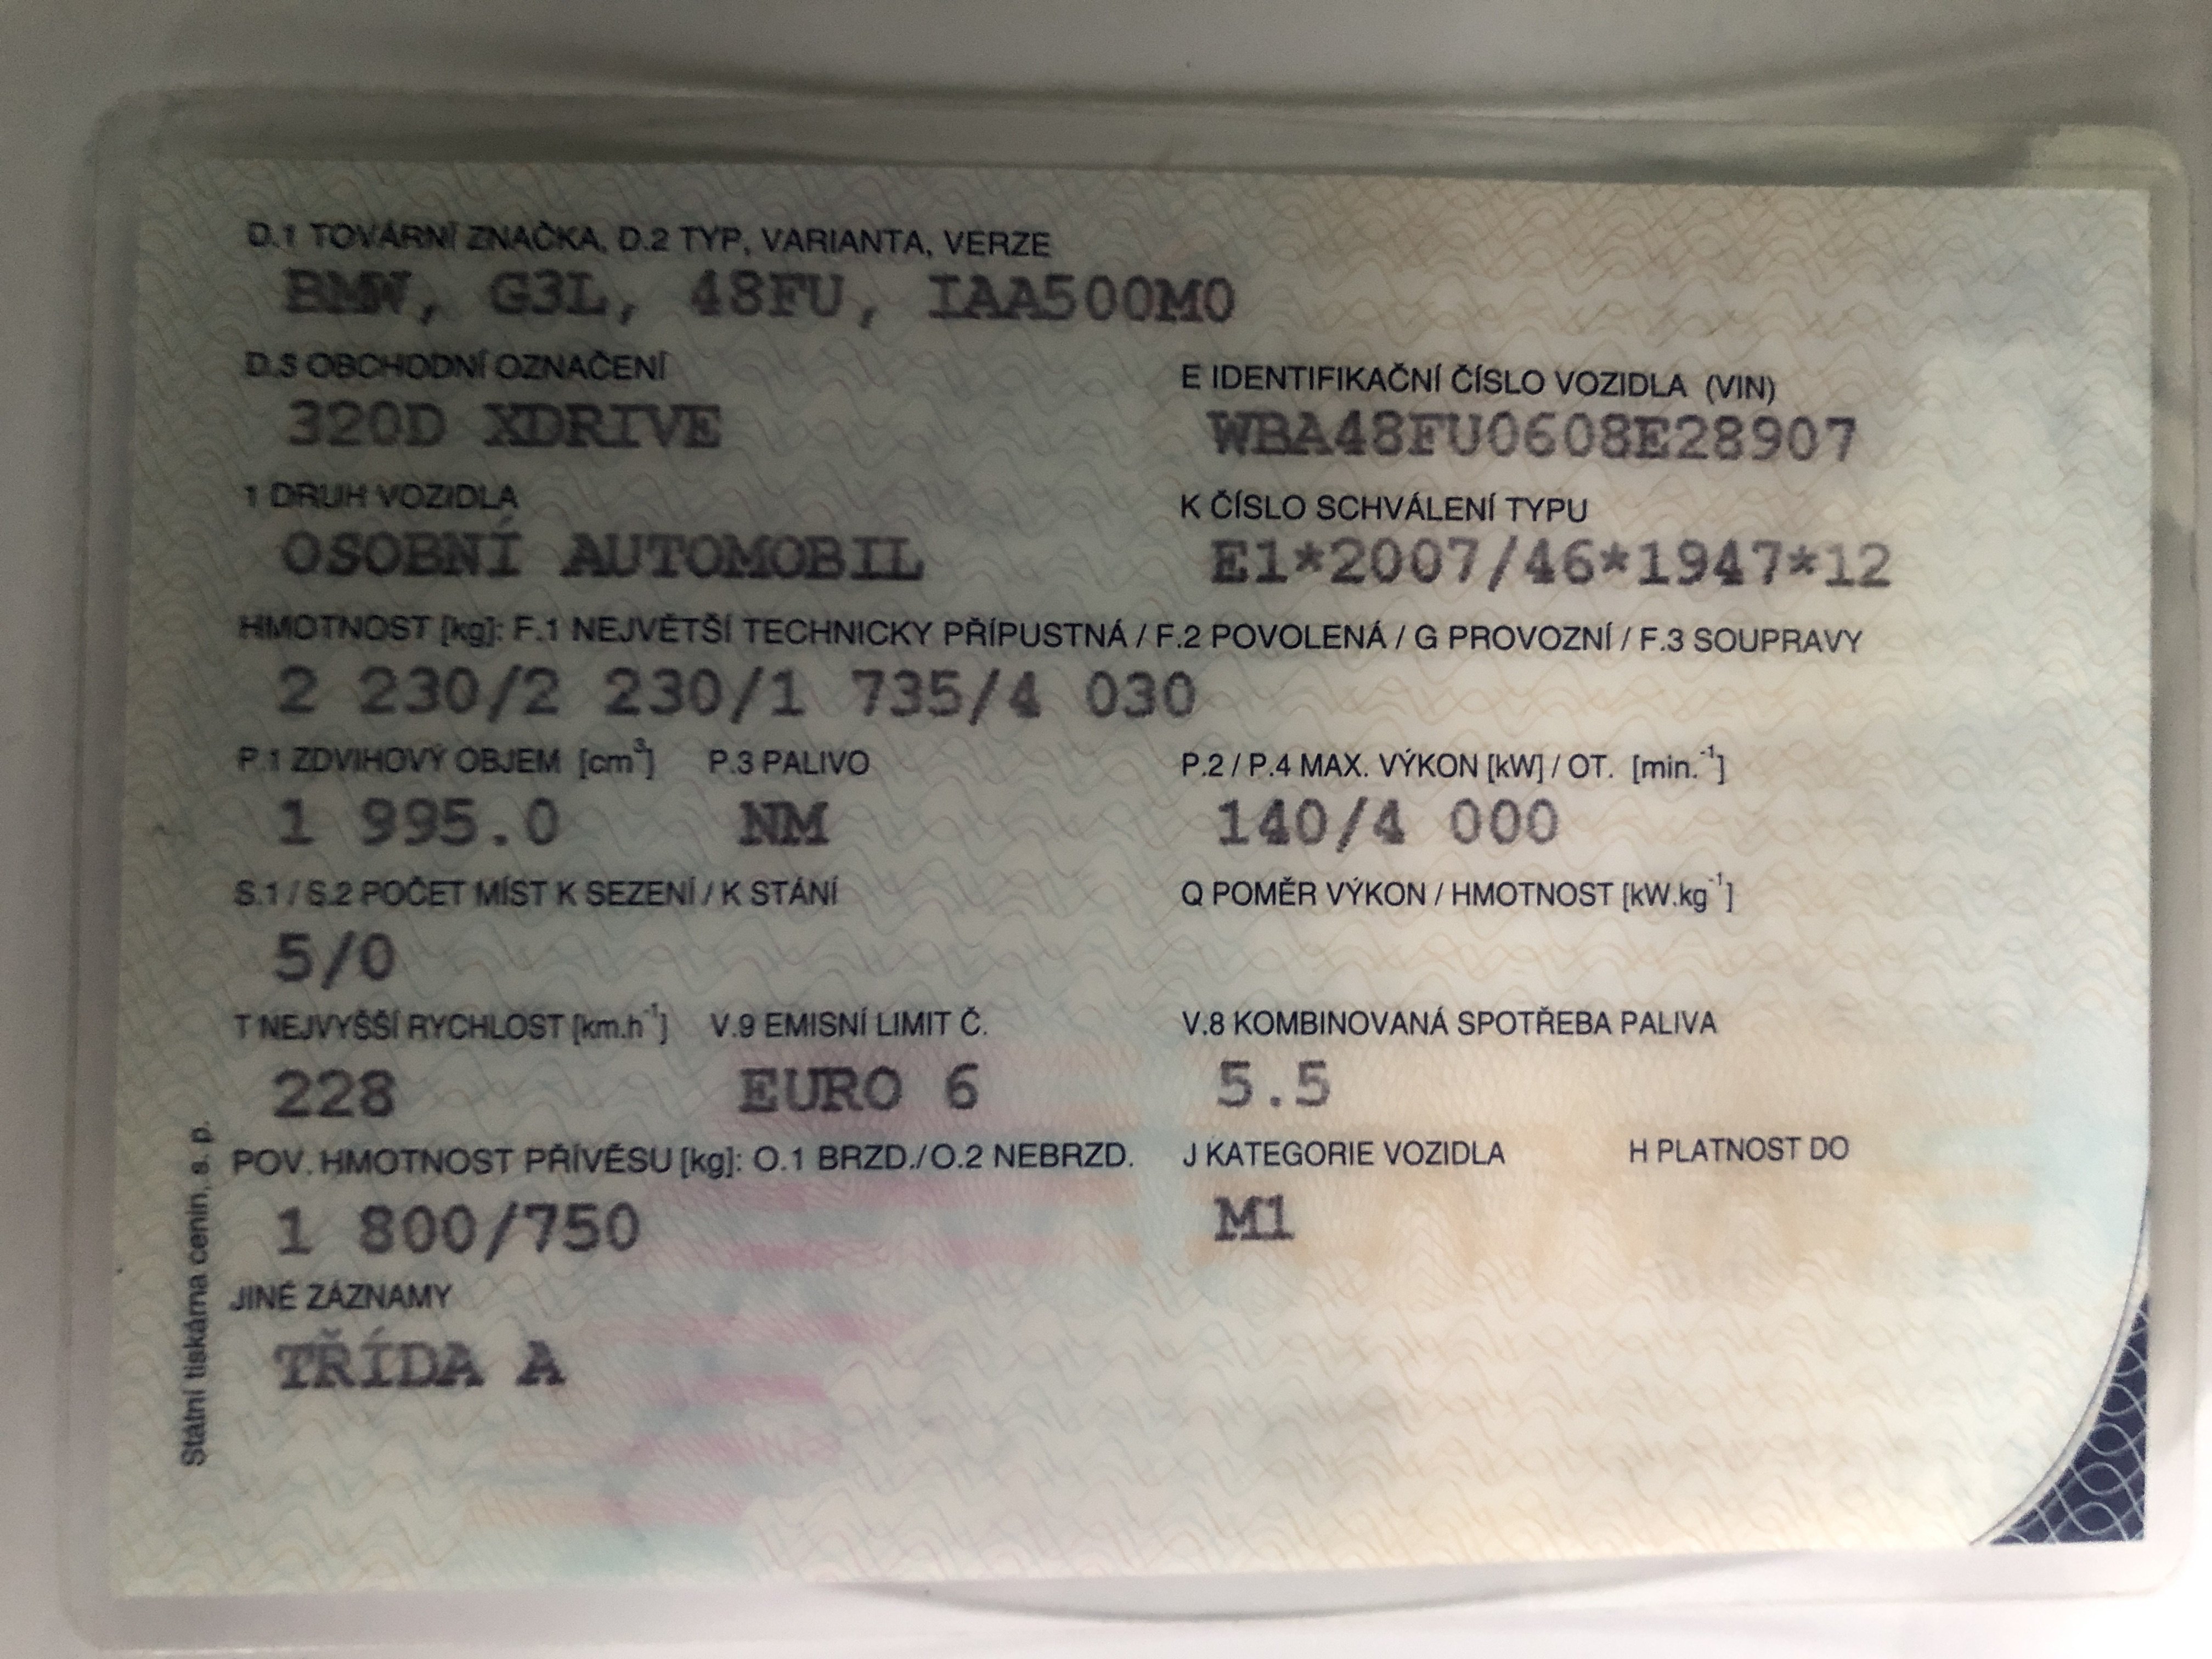 D.1 TOVÁRNÍ ZNAČKA, D.2 TYP, VARIANTA, VERZE
BMW, G3L, 48FU, IAA500M0
D.3 OBCHODNÍ OZNAČENÍ
E IDENTIFIKAČNÍ ČÍSLO VOZIDLA (VIN)
320D XDRIVE
WBA48FU0608E28907
1 DRUH VOZIDLA
K ČÍSLO SCHVÁLENÍ TYPU
OSOBNÍ AUTOMOBIL
E1*2007/46*1947*12
HMOTNOST [kg]: F.1 NEJVĚTŠÍ TECHNICKY PŘÍPUSTNÁ / F.2 POVOLENÁ / G PROVOZNÍ / F.3 SOUPRAVY
2 230/2 230/1 735/4 030
P.1 ZDVIHOVÝ OBJEM [cm³] P.3 PALIVO
P.2 / P.4 MAX. VÝKON [kW] / OT. [min.⁻¹]
1 995.0 NM
140/4 000
S.1 / S.2 POČET MÍST K SEZENÍ / K STÁNÍ
Q POMĚR VÝKON / HMOTNOST [kW.kg⁻¹]
5/0
T NEJVYŠŠÍ RYCHLOST [km.h⁻¹] V.9 EMISNÍ LIMIT Č.
V.8 KOMBINOVANÁ SPOTŘEBA PALIVA
228 EURO 6
5.5
POV. HMOTNOST PŘÍVĚSU [kg]: O.1 BRZD./O.2 NEBRZD.
J KATEGORIE VOZIDLA H PLATNOST DO
1 800/750
M1
JINÉ ZÁZNAMY
TŘÍDA A
Státní tiskárna cenin, s. p.